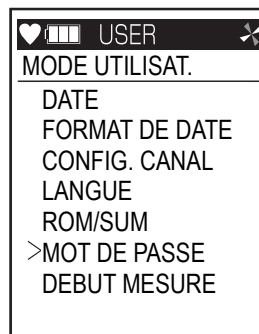 USER
MODE UTILISAT.
DATE
FORMAT DE DATE
CONFIG. CANAL
LANGUE
ROM/SUM
>MOT DE PASSE
DEBUT MESURE